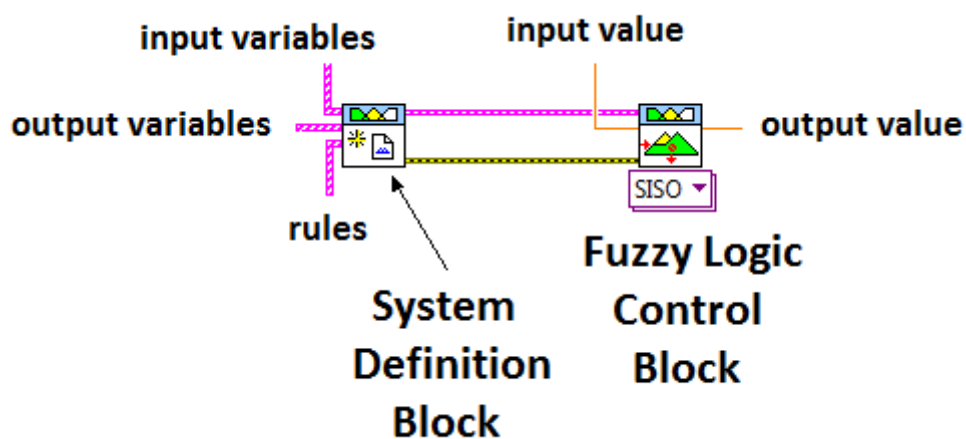 input variables
input value
output variables
output value
SISO
rules
Fuzzy Logic
Control
Block
System
Definition
Block